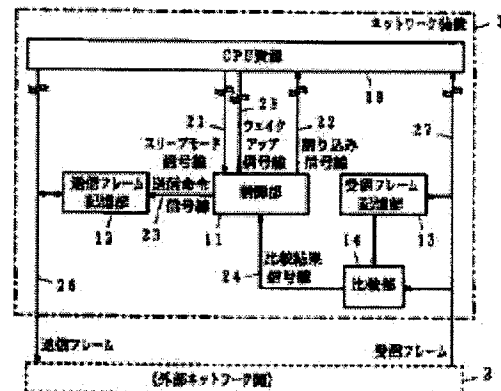 ネットワーク装置
1
CPU資源
18
21
25
22
27
スリープモード
信号線
ウェイク
アップ
信号線
割り込み
信号線
送信フレーム
記憶部
送信命令
信号線
制御部
受信フレーム
記憶部
12
23
11
14
13
比較結果
信号線
24
比較部
26
送信フレーム
受信フレーム
(外部ネットワーク側)